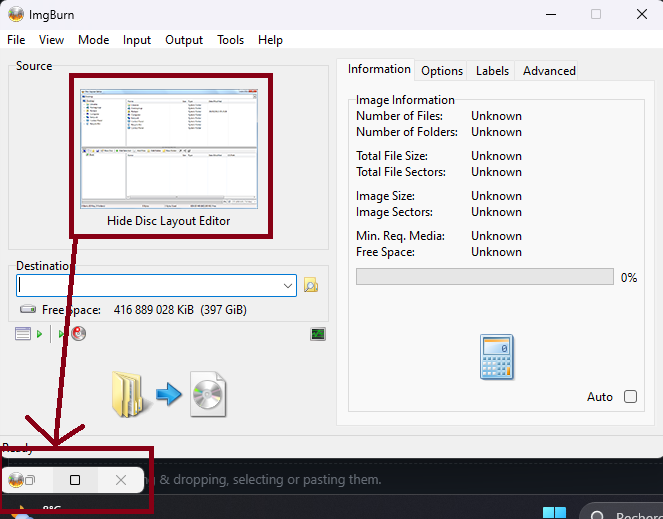 ImgBurn
File View Mode Input Output Tools Help
Source
Hide Disc Layout Editor
Destination
Free Space: 416 889 028 KiB (397 GiB)
Information Options Labels Advanced
Image Information
Number of Files: Unknown
Number of Folders: Unknown
Total File Size: Unknown
Total File Sectors: Unknown
Image Size: Unknown
Image Sectors: Unknown
Min. Req. Media: Unknown
Free Space: Unknown
0%
0
Auto
Ready
& dropping, selecting or pasting them.
8°C
Recherc